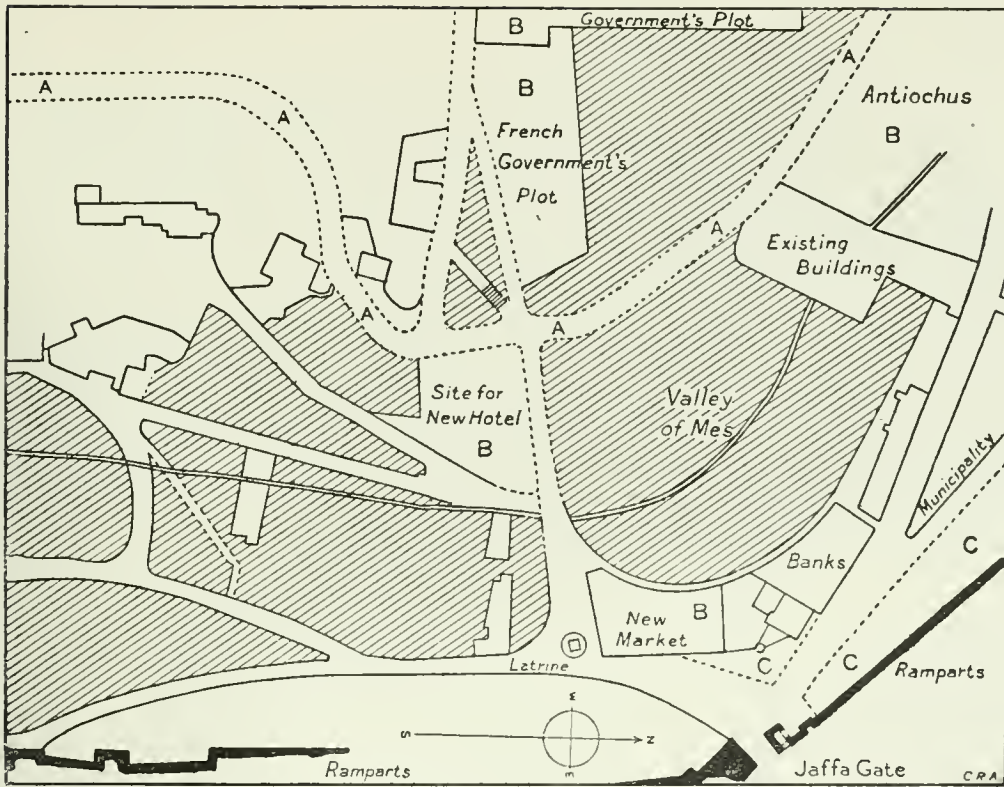 Government's Plot
B
A
A
B
Antiochus
A
B
French
Government's
Plot
A
Existing
Buildings
A
A
Site for
New Hotel
B
Valley
of Mes
Municipality
C
Banks
B
New
Market
C
C
Latrine
Ramparts
W
S
N
E
Ramparts
Jaffa Gate
C.R.A.